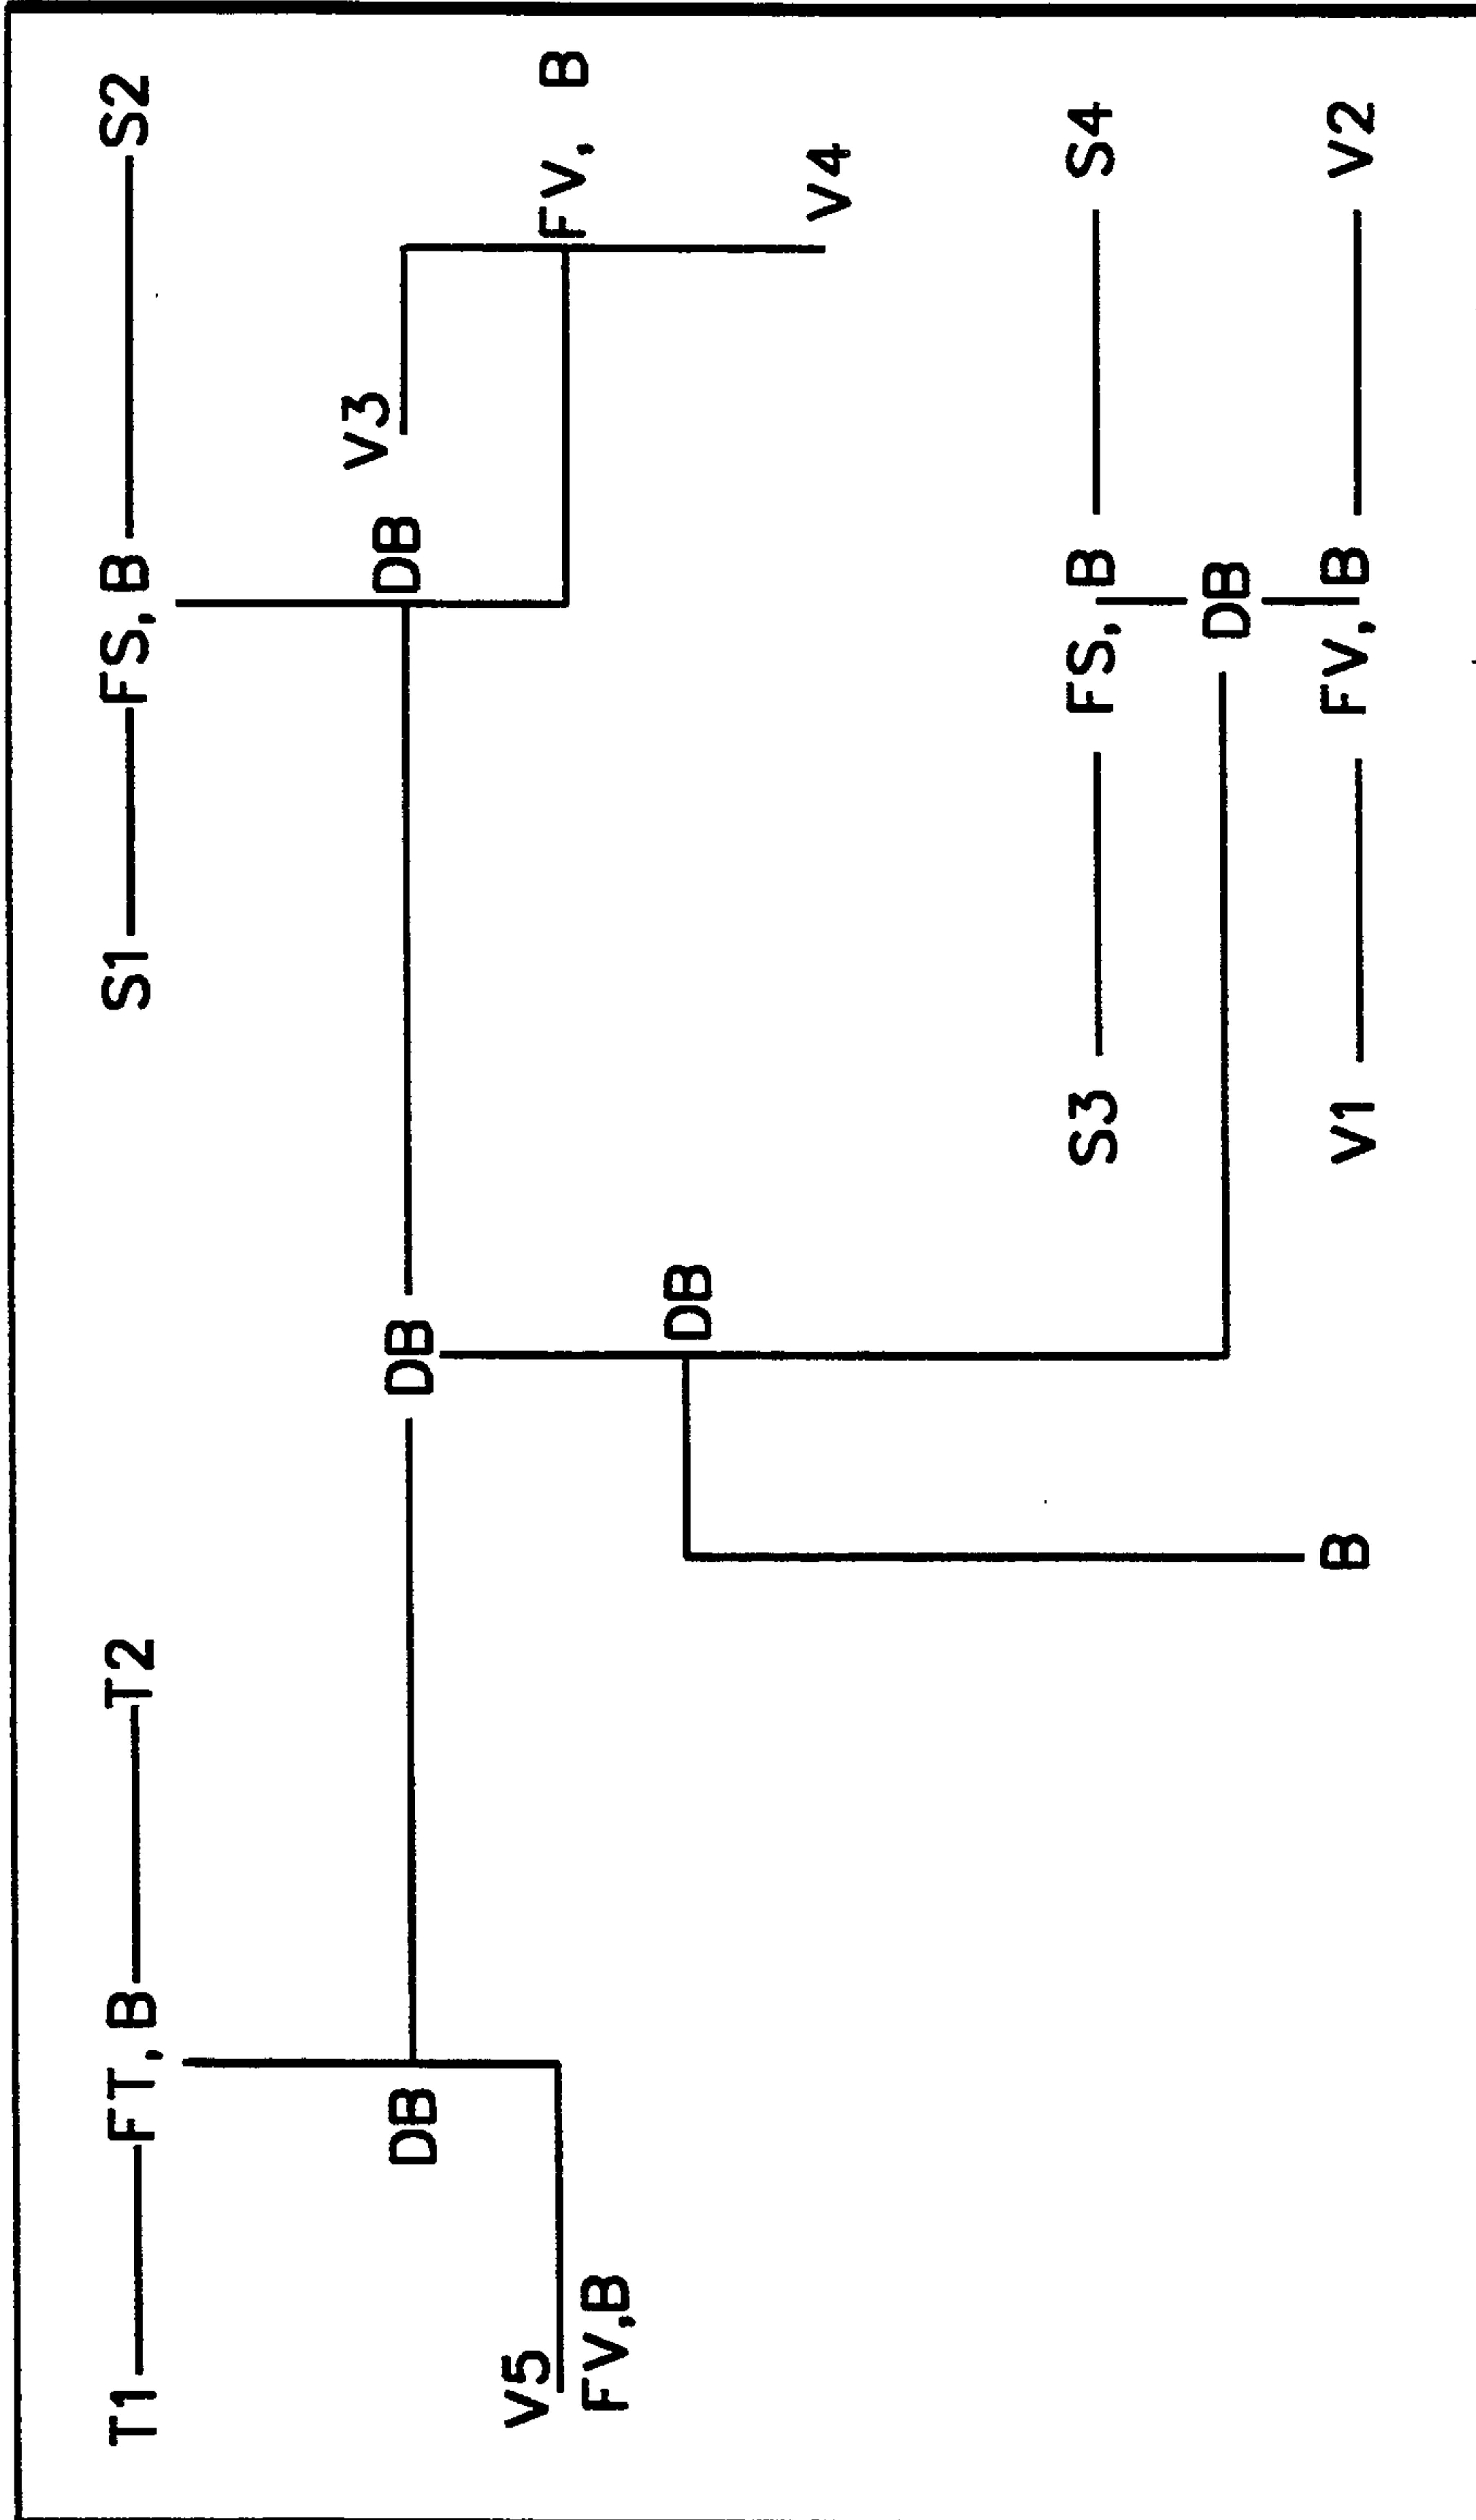 T1 FT,B T2 S1 FS,B S2
V3
DB DB DB
V5 FV, B
FV,B
DB
V4
S3 FS, B S4
DB
B V1 FV, B V2